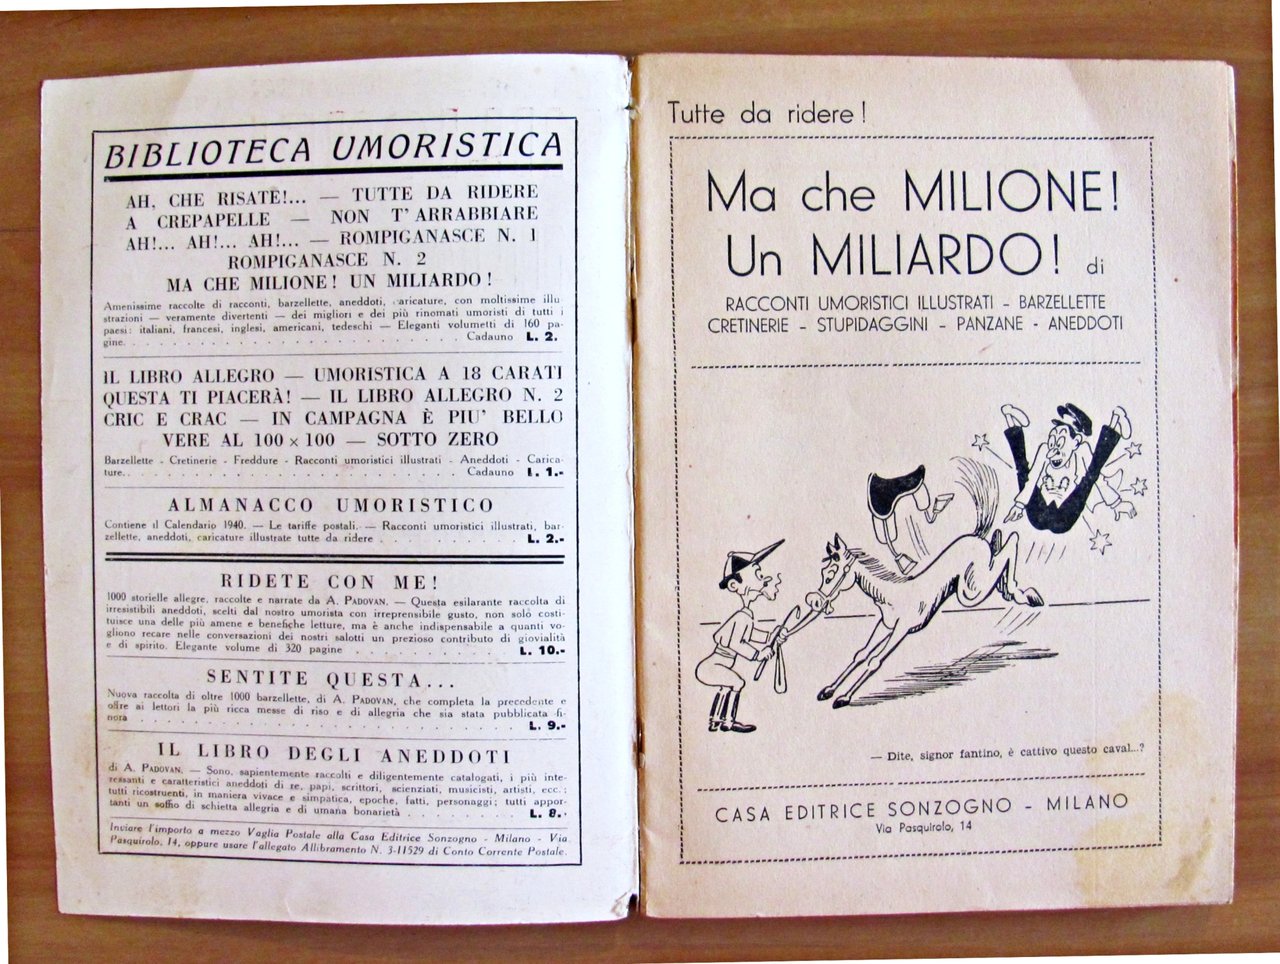 BIBLIOTECA UMORISTICA
AH, CHE RISATE!... — TUTTE DA RIDERE
A CREPAPELLE — NON T'ARRABBIARE
AH!... AH!... AH!... — ROMPIGANASCE N. 1
ROMPIGANASCE N. 2
MA CHE MILIONE! UN MILIARDO!
Amenissime raccolte di racconti, barzellette, aneddoti, caricature, con moltissime illu
strazioni — veramente divertenti — dei migliori e dei più rinomati umoristi di tutti i
paesi: italiani, francesi, inglesi, americani, tedeschi — Eleganti volumetti di 160 pa-
gine. . . . . . . . . . . . . . . . . . . . . . . . . Cadauno L. 2.
IL LIBRO ALLEGRO — UMORISTICA A 18 CARATI
QUESTA TI PIACERÀ! — IL LIBRO ALLEGRO N. 2
CRIC E CRAC — IN CAMPAGNA È PIU' BELLO
VERE AL 100 × 100 — SOTTO ZERO
Barzellette - Cretinerie - Freddure - Racconti umoristici illustrati - Aneddoti - Carica-
ture. . . . . . . . . . . . . . . . . . . . . . . . . Cadauno L. 1.-
ALMANACCO UMORISTICO
Contiene il Calendario 1940. — Le tariffe postali. — Racconti umoristici illustrati, bar-
zellette, aneddoti, caricature illustrate tutte da ridere . . . . . . . . . . . L. 2.-
RIDETE CON ME!
1000 storielle allegre, raccolte e narrate da A. PADOVAN. — Questa esilarante raccolta di
irresistibili aneddoti, scelti dal nostro umorista con irreprensibile gusto, non solo costi-
tuisce una delle più amene e benefiche letture, ma è anche indispensabile a quanti vo-
gliono recare nelle conversazioni dei nostri salotti un prezioso contributo di giovialità
e di spirito. Elegante volume di 320 pagine . . . . . . . . . . . L. 10.-
SENTITE QUESTA...
Nuova raccolta di oltre 1000 barzellette, di A. PADOVAN, che completa la precedente e
offre ai lettori la più ricca messe di riso e di allegria che sia stata pubblicata fi-
nora . . . . . . . . . . . . . . . . . . . . . . . . . L. 9.-
IL LIBRO DEGLI ANEDDOTI
di A. PADOVAN. — Sono, sapientemente raccolti e diligentemente catalogati, i più inte-
ressanti e caratteristici aneddoti di re, papi, scrittori, scienziati, musicisti, artisti, ecc.;
tutti ricostruenti, in maniera vivace e simpatica, epoche, fatti, personaggi; tutti appor-
tanti un soffio di schietta allegria e di umana bonarietà . . . . . . . . . L. 8.-
Inviare l'importo a mezzo Vaglia Postale alla Casa Editrice Sonzogno - Milano - Via
Pasquirolo, 14, oppure usare l'allegato Allibramento N. 3-11529 di Conto Corrente Postale.
Tutte da ridere!
Ma che MILIONE!
Un MILIARDO! di
RACCONTI UMORISTICI ILLUSTRATI - BARZELLETTE
CRETINERIE - STUPIDAGGINI - PANZANE - ANEDDOTI
— Dite, signor fantino, è cattivo questo caval...?
CASA EDITRICE SONZOGNO - MILANO
Via Pasquirolo, 14